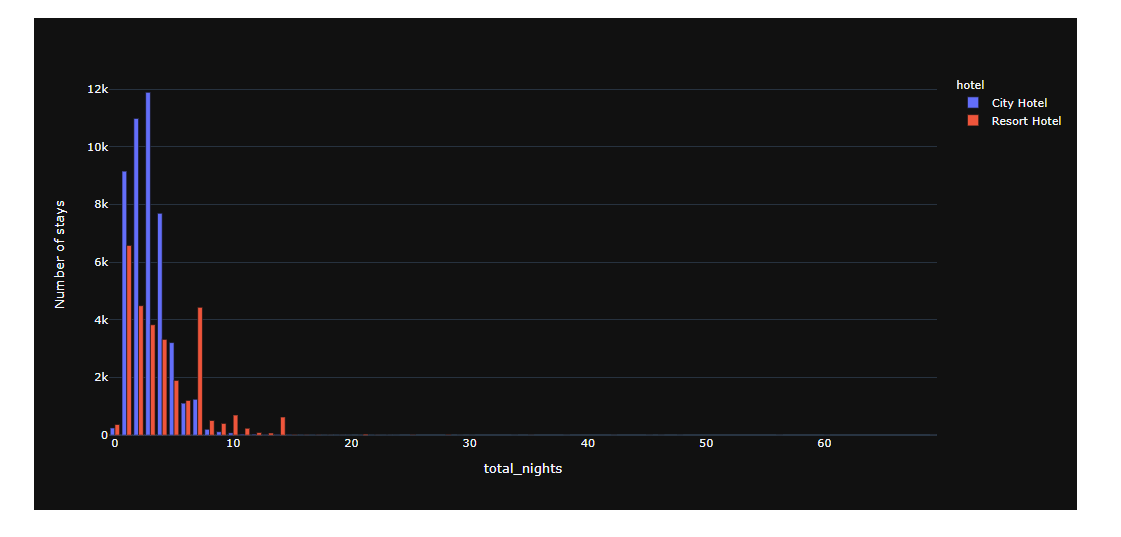 hotel
City Hotel
Resort Hotel
Number of stays
12k
10k
8k
6k
4k
2k
0
0 10 20 30 40 50 60
total_nights